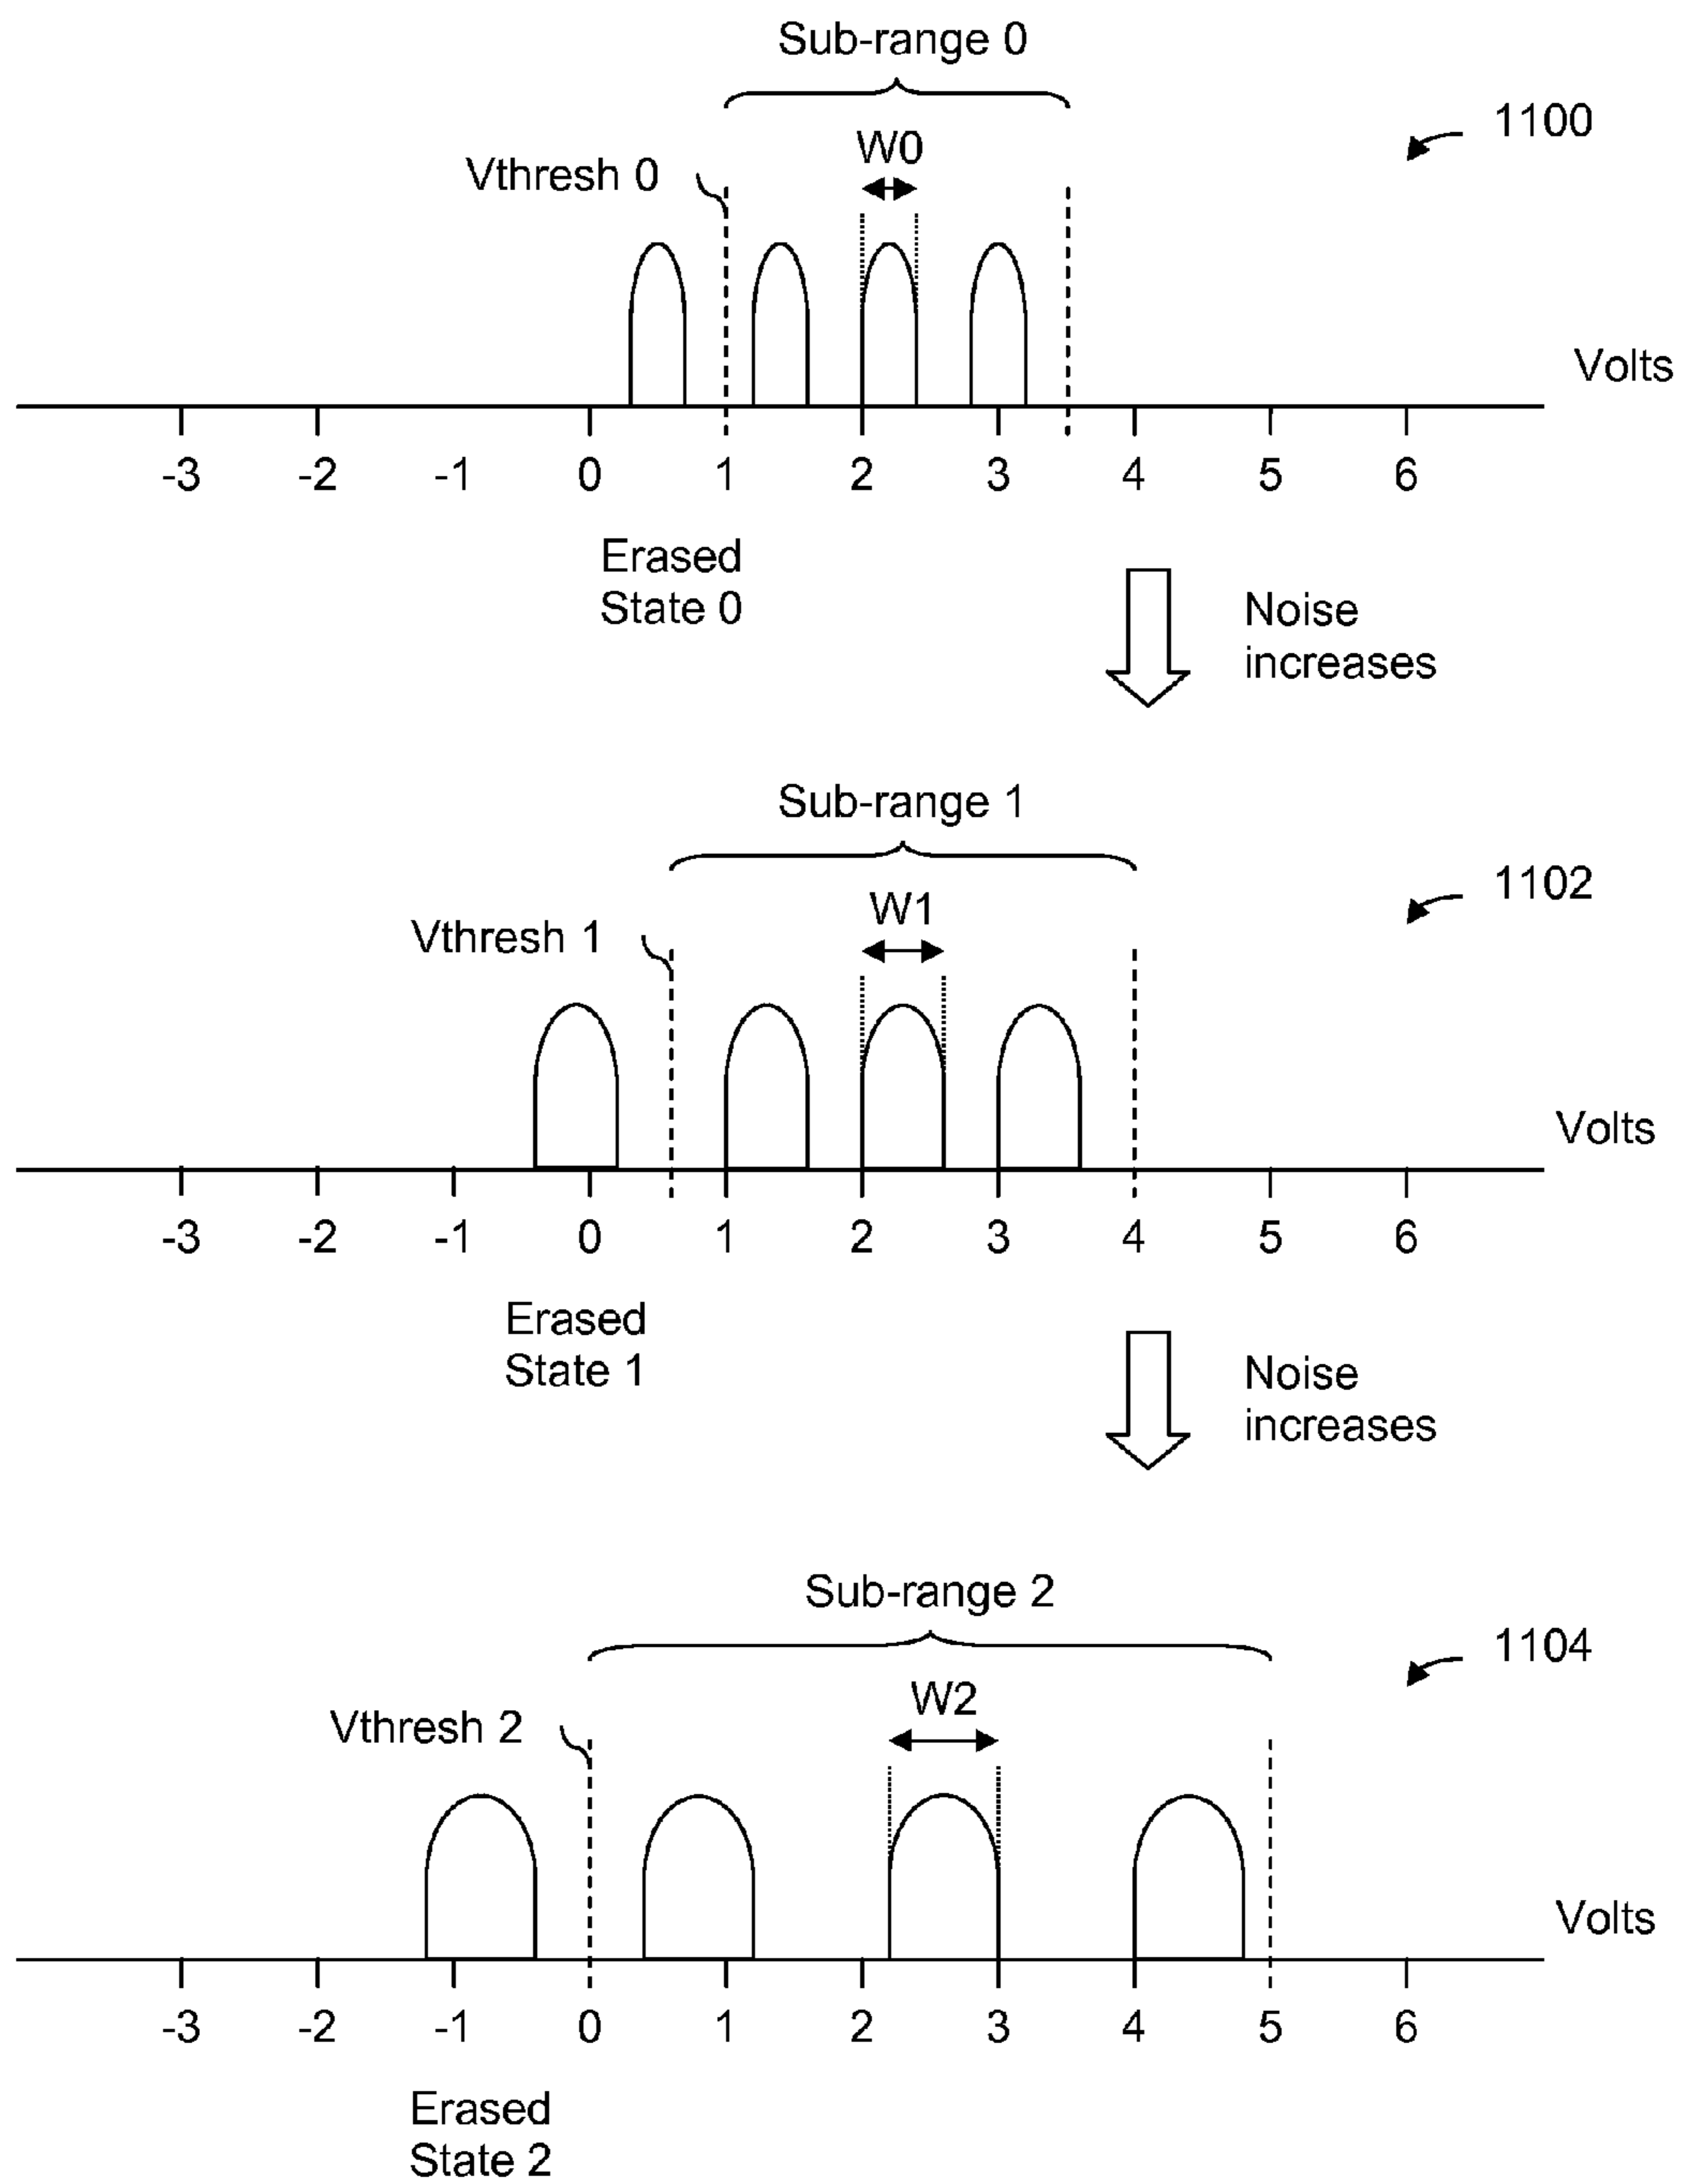 Sub-range 0
1100
W0
Vthresh 0
Volts
-3 -2 -1 0 1 2 3 4 5 6
Erased
State 0
Noise
increases
Sub-range 1
1102
W1
Vthresh 1
Volts
-3 -2 -1 0 1 2 3 4 5 6
Erased
State 1
Noise
increases
Sub-range 2
1104
W2
Vthresh 2
Volts
-3 -2 -1 0 1 2 3 4 5 6
Erased
State 2